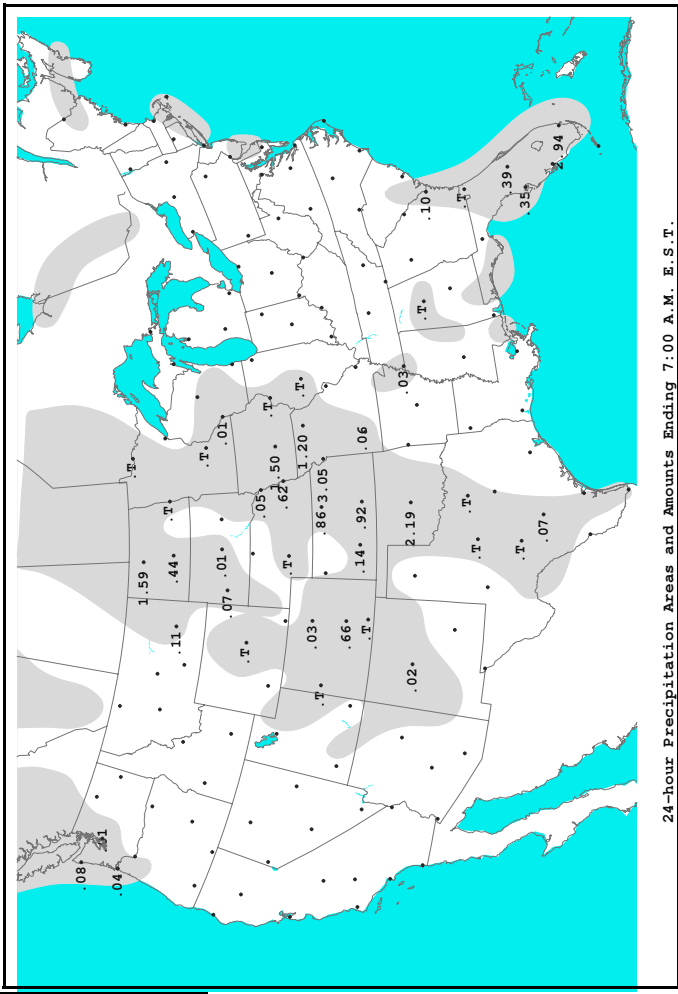 .08
.04
T
1.59
T
.44
.11
T
.01
.01
.07
T
.05
T
1.50
.62
T
T
1.20
.03
T
.86
3.05
.66
.14
.92
.06
T
.03
2.19
.02
T
.10
T
T
T
.39
T
.35
.07
2.94
24-hour Precipitation Areas and Amounts Ending 7:00 A.M. E.S.T.